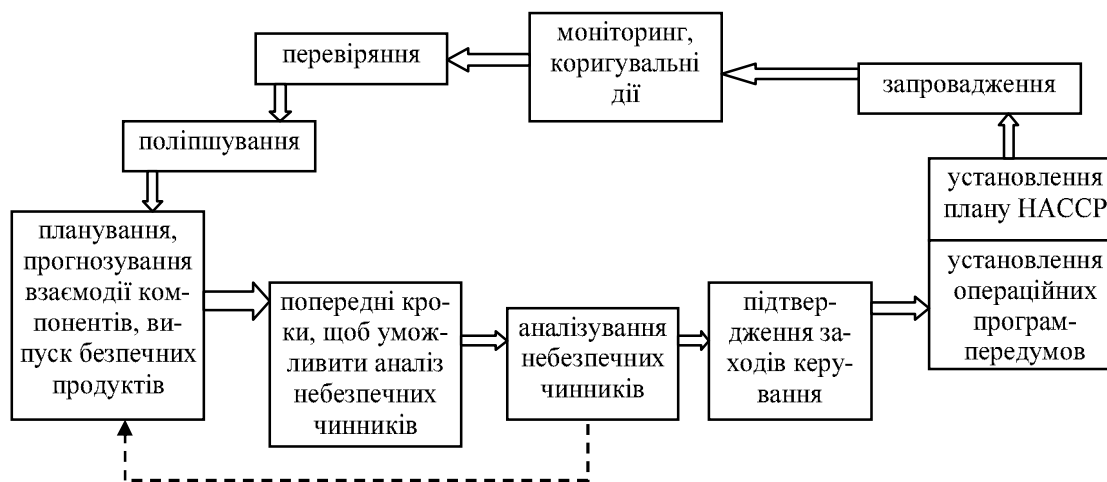 перевіряння
моніторинг,
коригувальні
дії
запровадження
поліпшування
установлення
плану НАССР
планування,
прогнозування
взаємодії ком-
понентів, ви-
пуск безпечних
продуктів
попередні кро-
ки, щоб умож-
ливити аналіз
небезпечних
чинників
аналізування
небезпечних
чинників
підтвер-
дження за-
ходів керу-
вання
установлення
операційних
програм-
передумов